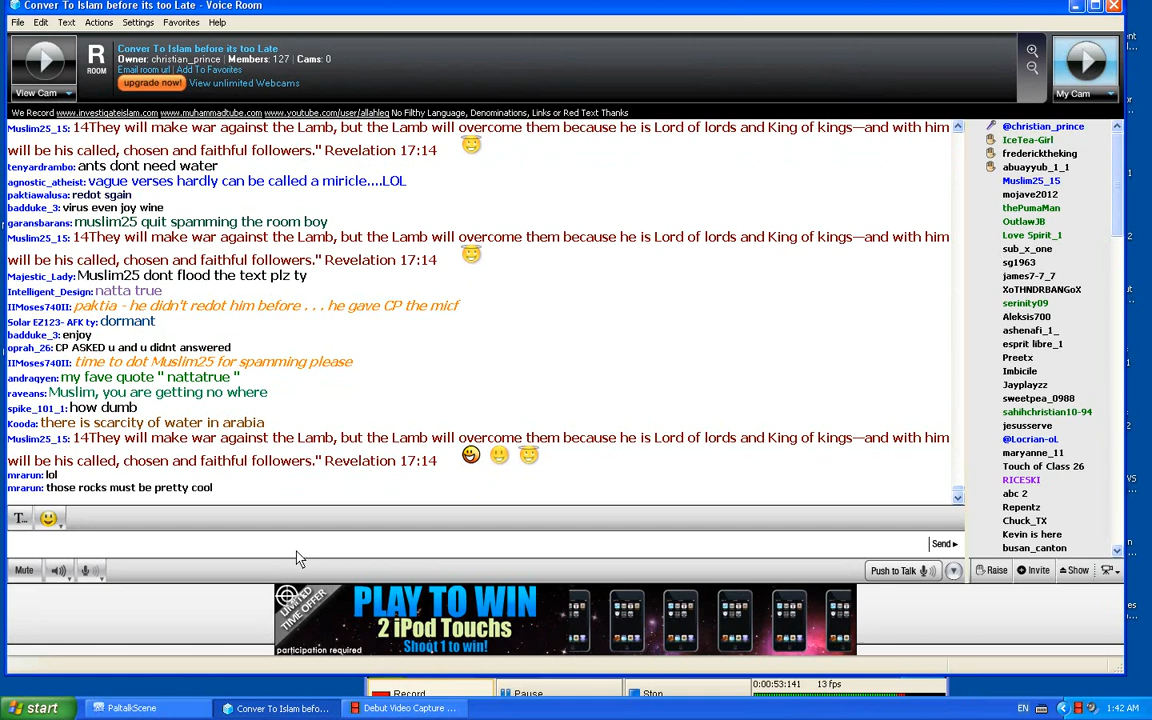 Conver To Islam before its too Late - Voice Room
File Edit Text Actions Settings Favorites Help
Conver To Islam before its too Late
Owner: christian_prince | Members: 127 | Cams: 0
Email room url | Add To Favorites
upgrade now! View unlimited Webcams
R
ROOM
View Cam
My Cam
We Record www.investigateislam.com www.muhammadtube.com www.youtube.com/user/allahleg No Filthy Language, Denominations, Links or Red Text Thanks
Muslim25_15: 14They will make war against the Lamb, but the Lamb will overcome them because he is Lord of lords and King of kings—and with him
will be his called, chosen and faithful followers." Revelation 17:14
tenyardrambo: ants dont need water
agnostic_atheist: vague verses hardly can be called a miricle....LOL
paktiawalusa: redot sgain
badduke_3: virus even joy wine
garansbarans: muslim25 quit spamming the room boy
Muslim25_15: 14They will make war against the Lamb, but the Lamb will overcome them because he is Lord of lords and King of kings—and with him
will be his called, chosen and faithful followers." Revelation 17:14
Majestic_Lady: Muslim25 dont flood the text plz ty
Intelligent_Design: natta true
IIMoses740II: paktia - he didn't redot him before . . . he gave CP the micf
Solar EZ123- AFK ty: dormant
badduke_3: enjoy
oprah_26: CP ASKED u and u didnt answered
IIMoses740II: time to dot Muslim25 for spamming please
andraqyen: my fave quote " nattatrue "
raveans: Muslim, you are getting no where
spike_101_1: how dumb
Kooda: there is scarcity of water in arabia
Muslim25_15: 14They will make war against the Lamb, but the Lamb will overcome them because he is Lord of lords and King of kings—and with him
will be his called, chosen and faithful followers." Revelation 17:14
mrarun: lol
mrarun: those rocks must be pretty cool
@christian_prince
IceTea-Girl
fredericktheking
abuayyub_1_1
Muslim25_15
mojave2012
thePumaMan
OutlawJB
Love Spirit_1
sub_x_one
sg1963
james7-7_7
XoTHNDRBANGoX
serinity09
Aleksis700
ashenafi_1_
esprit libre_1
Preetx
Imbicile
Jayplayzz
sweetpea_0988
sahihchristian10-94
jesusserve
@Locrian-oL
maryanne_11
Touch of Class 26
RICESKI
abc 2
Repentz
Chuck_TX
Kevin is here
busan_canton
T...
Send
Mute
Push to Talk
Raise Invite Show
LIMITED
TIME OFFER
PLAY TO WIN
2 iPod Touchs
Shoot 1 to win!
participation required
Record Pause Stop 0:00:53:141 13 fps
start PaltalkScene Conver To Islam befo... Debut Video Capture ... EN 1:42 AM